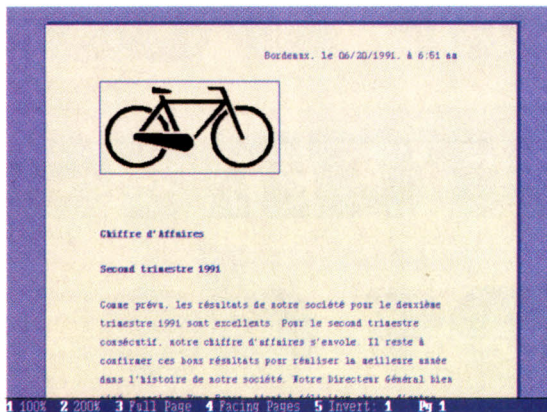 Bordeaux, le 06/20/1991, à 6:51 am
Chiffre d'Affaires
Second trimestre 1991
Comme prévu, les résultats de notre société pour le deuxième
trimestre 1991 sont excellents. Pour le second trimestre
consécutif, notre chiffre d'affaires s'envole. Il reste à
confirmer ces bons résultats pour réaliser la meilleure année
dans l'histoire de notre société. Notre Directeur Général bien
1 100% 2 200% 3 Full Page 4 Facing Pages 5 Invert: 1 Pg 1